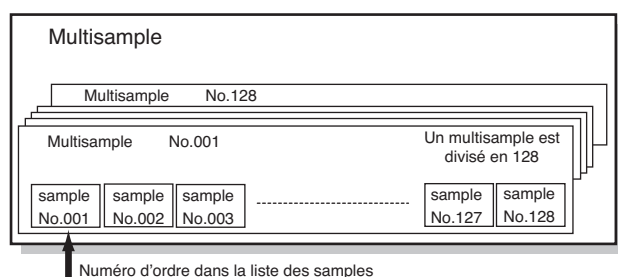 Multisample
Multisample No.128
Multisample No.001
Un multisample est
divisé en 128
sample
No.001
sample
No.002
sample
No.003
sample
No.127
sample
No.128
Numéro d'ordre dans la liste des samples